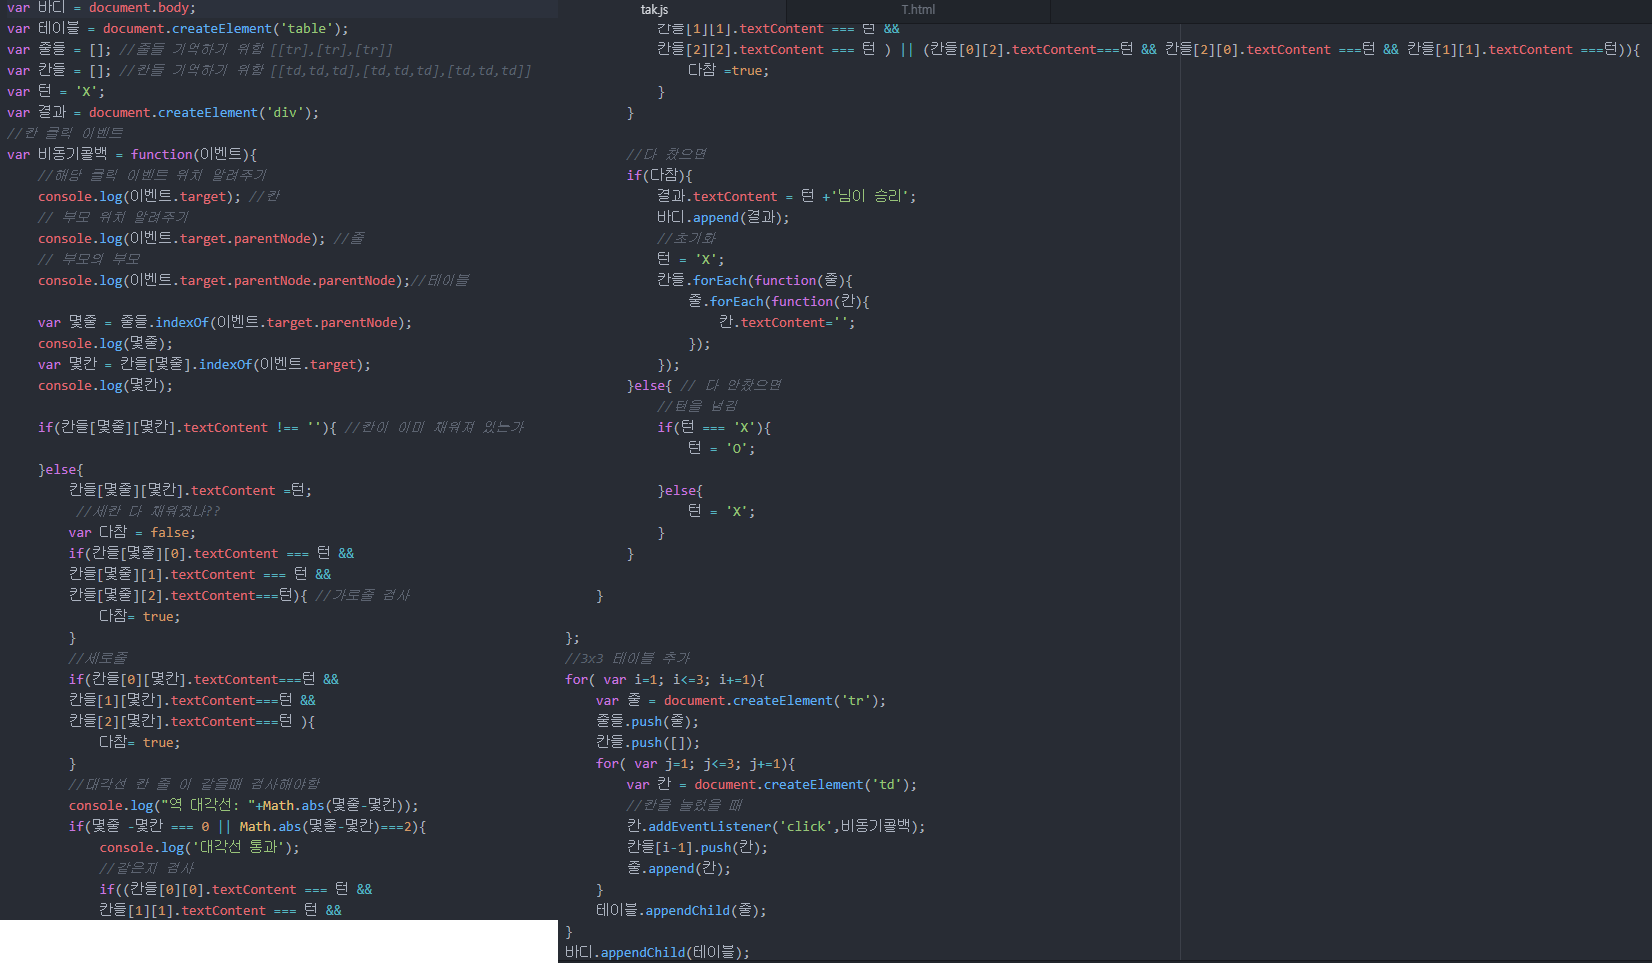 var 바디 = document.body;
var 테이블 = document.createElement('table');
var 줄들 = []; //줄들 기억하기 위함 [[tr],[tr],[tr]]
var 칸들 = []; //칸들 기억하기 위함 [[td,td,td],[td,td,td],[td,td,td]]
var 턴 = 'X';
var 결과 = document.createElement('div');
//칸 클릭 이벤트
var 비동기콜백 = function(이벤트){
    //해당 클릭 이벤트 위치 알려주기
    console.log(이벤트.target); //칸
    // 부모 위치 알려주기
    console.log(이벤트.target.parentNode); //줄
    // 부모의 부모
    console.log(이벤트.target.parentNode.parentNode);//테이블
    var 몇줄 = 줄들.indexOf(이벤트.target.parentNode);
    console.log(몇줄);
    var 몇칸 = 칸들[몇줄].indexOf(이벤트.target);
    console.log(몇칸);
    if(칸들[몇줄][몇칸].textContent !== ''){ //칸이 이미 채워져 있는가
    }else{
        칸들[몇줄][몇칸].textContent =턴;
         //세칸 다 채워졌나??
        var 다참 = false;
        if(칸들[몇줄][0].textContent === 턴 &&
        칸들[몇줄][1].textContent === 턴 &&
        칸들[몇줄][2].textContent===턴){ //가로줄 검사
            다참= true;
        }
        //세로줄
        if(칸들[0][몇칸].textContent===턴 &&
        칸들[1][몇칸].textContent===턴 &&
        칸들[2][몇칸].textContent===턴 ){
            다참= true;
        }
        //대각선 칸 줄 이 같을때 검사해야함
        console.log("역 대각선: "+Math.abs(몇줄-몇칸));
        if(몇줄 -몇칸 === 0 || Math.abs(몇줄-몇칸)===2){
            console.log('대각선 통과');
            //같은지 검사
            if((칸들[0][0].textContent === 턴 &&
            칸들[1][1].textContent === 턴 &&
tak.js
T.html
            칸들[1][1].textContent === 턴 &&
            칸들[2][2].textContent === 턴 ) || (칸들[0][2].textContent===턴 && 칸들[2][0].textContent ===턴 && 칸들[1][1].textContent ===턴)){
                다참 =true;
            }
        }
        //다 찼으면
        if(다참){
            결과.textContent = 턴 +'님이 승리';
            바디.append(결과);
            //초기화
            턴 = 'X';
            칸들.forEach(function(줄){
                줄.forEach(function(칸){
                    칸.textContent='';
                });
            });
        }else{ // 다 안찼으면
            //턴을 넘김
            if(턴 === 'X'){
                턴 = 'O';
            }else{
                턴 = 'X';
            }
        }
    }
};
//3x3 테이블 추가
for( var i=1; i<=3; i+=1){
    var 줄 = document.createElement('tr');
    줄들.push(줄);
    칸들.push([]);
    for( var j=1; j<=3; j+=1){
        var 칸 = document.createElement('td');
        //칸을 눌렀을 때
        칸.addEventListener('click',비동기콜백);
        칸들[i-1].push(칸);
        줄.append(칸);
    }
    테이블.appendChild(줄);
}
바디.appendChild(테이블);